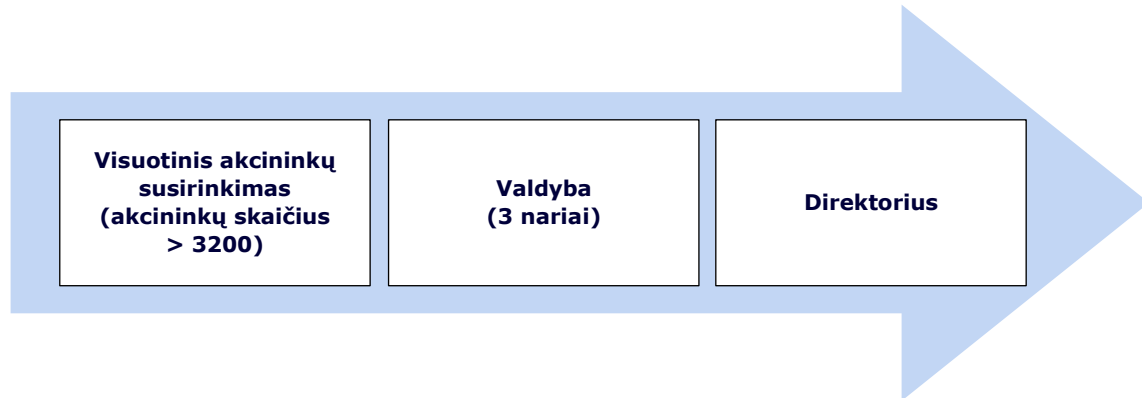 Visuotinis akcininkų
susirinkimas
(akcininkų skaičius
> 3200)
Valdyba
(3 nariai)
Direktorius